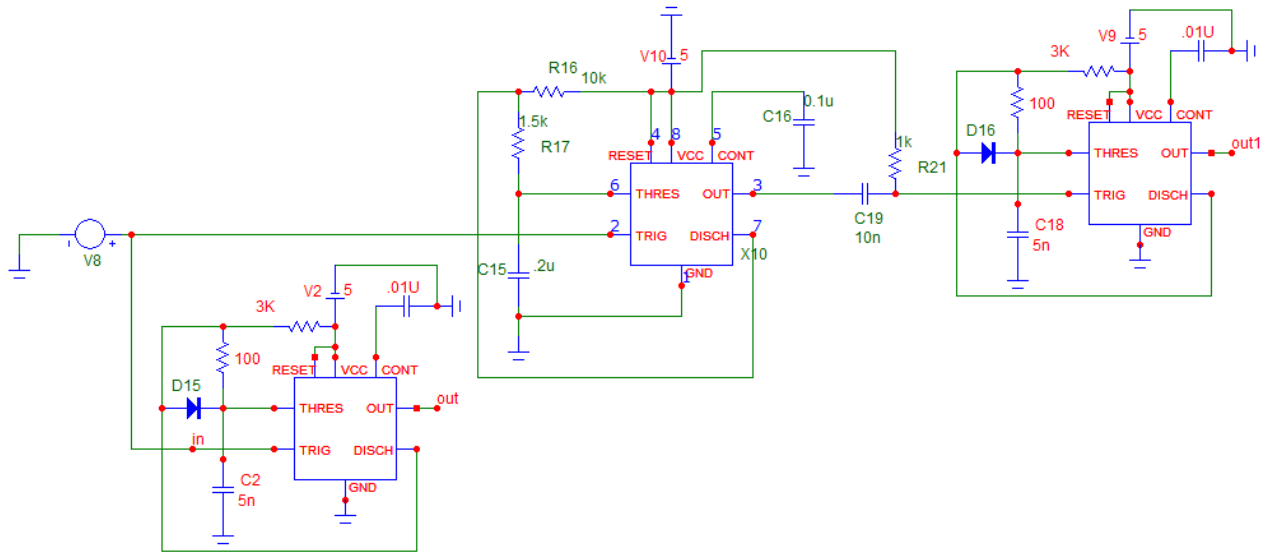 V8
in
V2
5
.01U
3K
100
D15
RESET
VCC
CONT
THRES
OUT
out
TRIG
DISCH
C2
5n
GND
V10
5
R16
10k
1.5k
R17
C16
0.1u
4
8
5
RESET
VCC
CONT
6
THRES
OUT
3
2
TRIG
DISCH
7
X10
C15
.2u
GND
1
C19
10n
1k
R21
V9
5
.01U
3K
100
D16
RESET
VCC
CONT
THRES
OUT
out1
TRIG
DISCH
C18
5n
GND